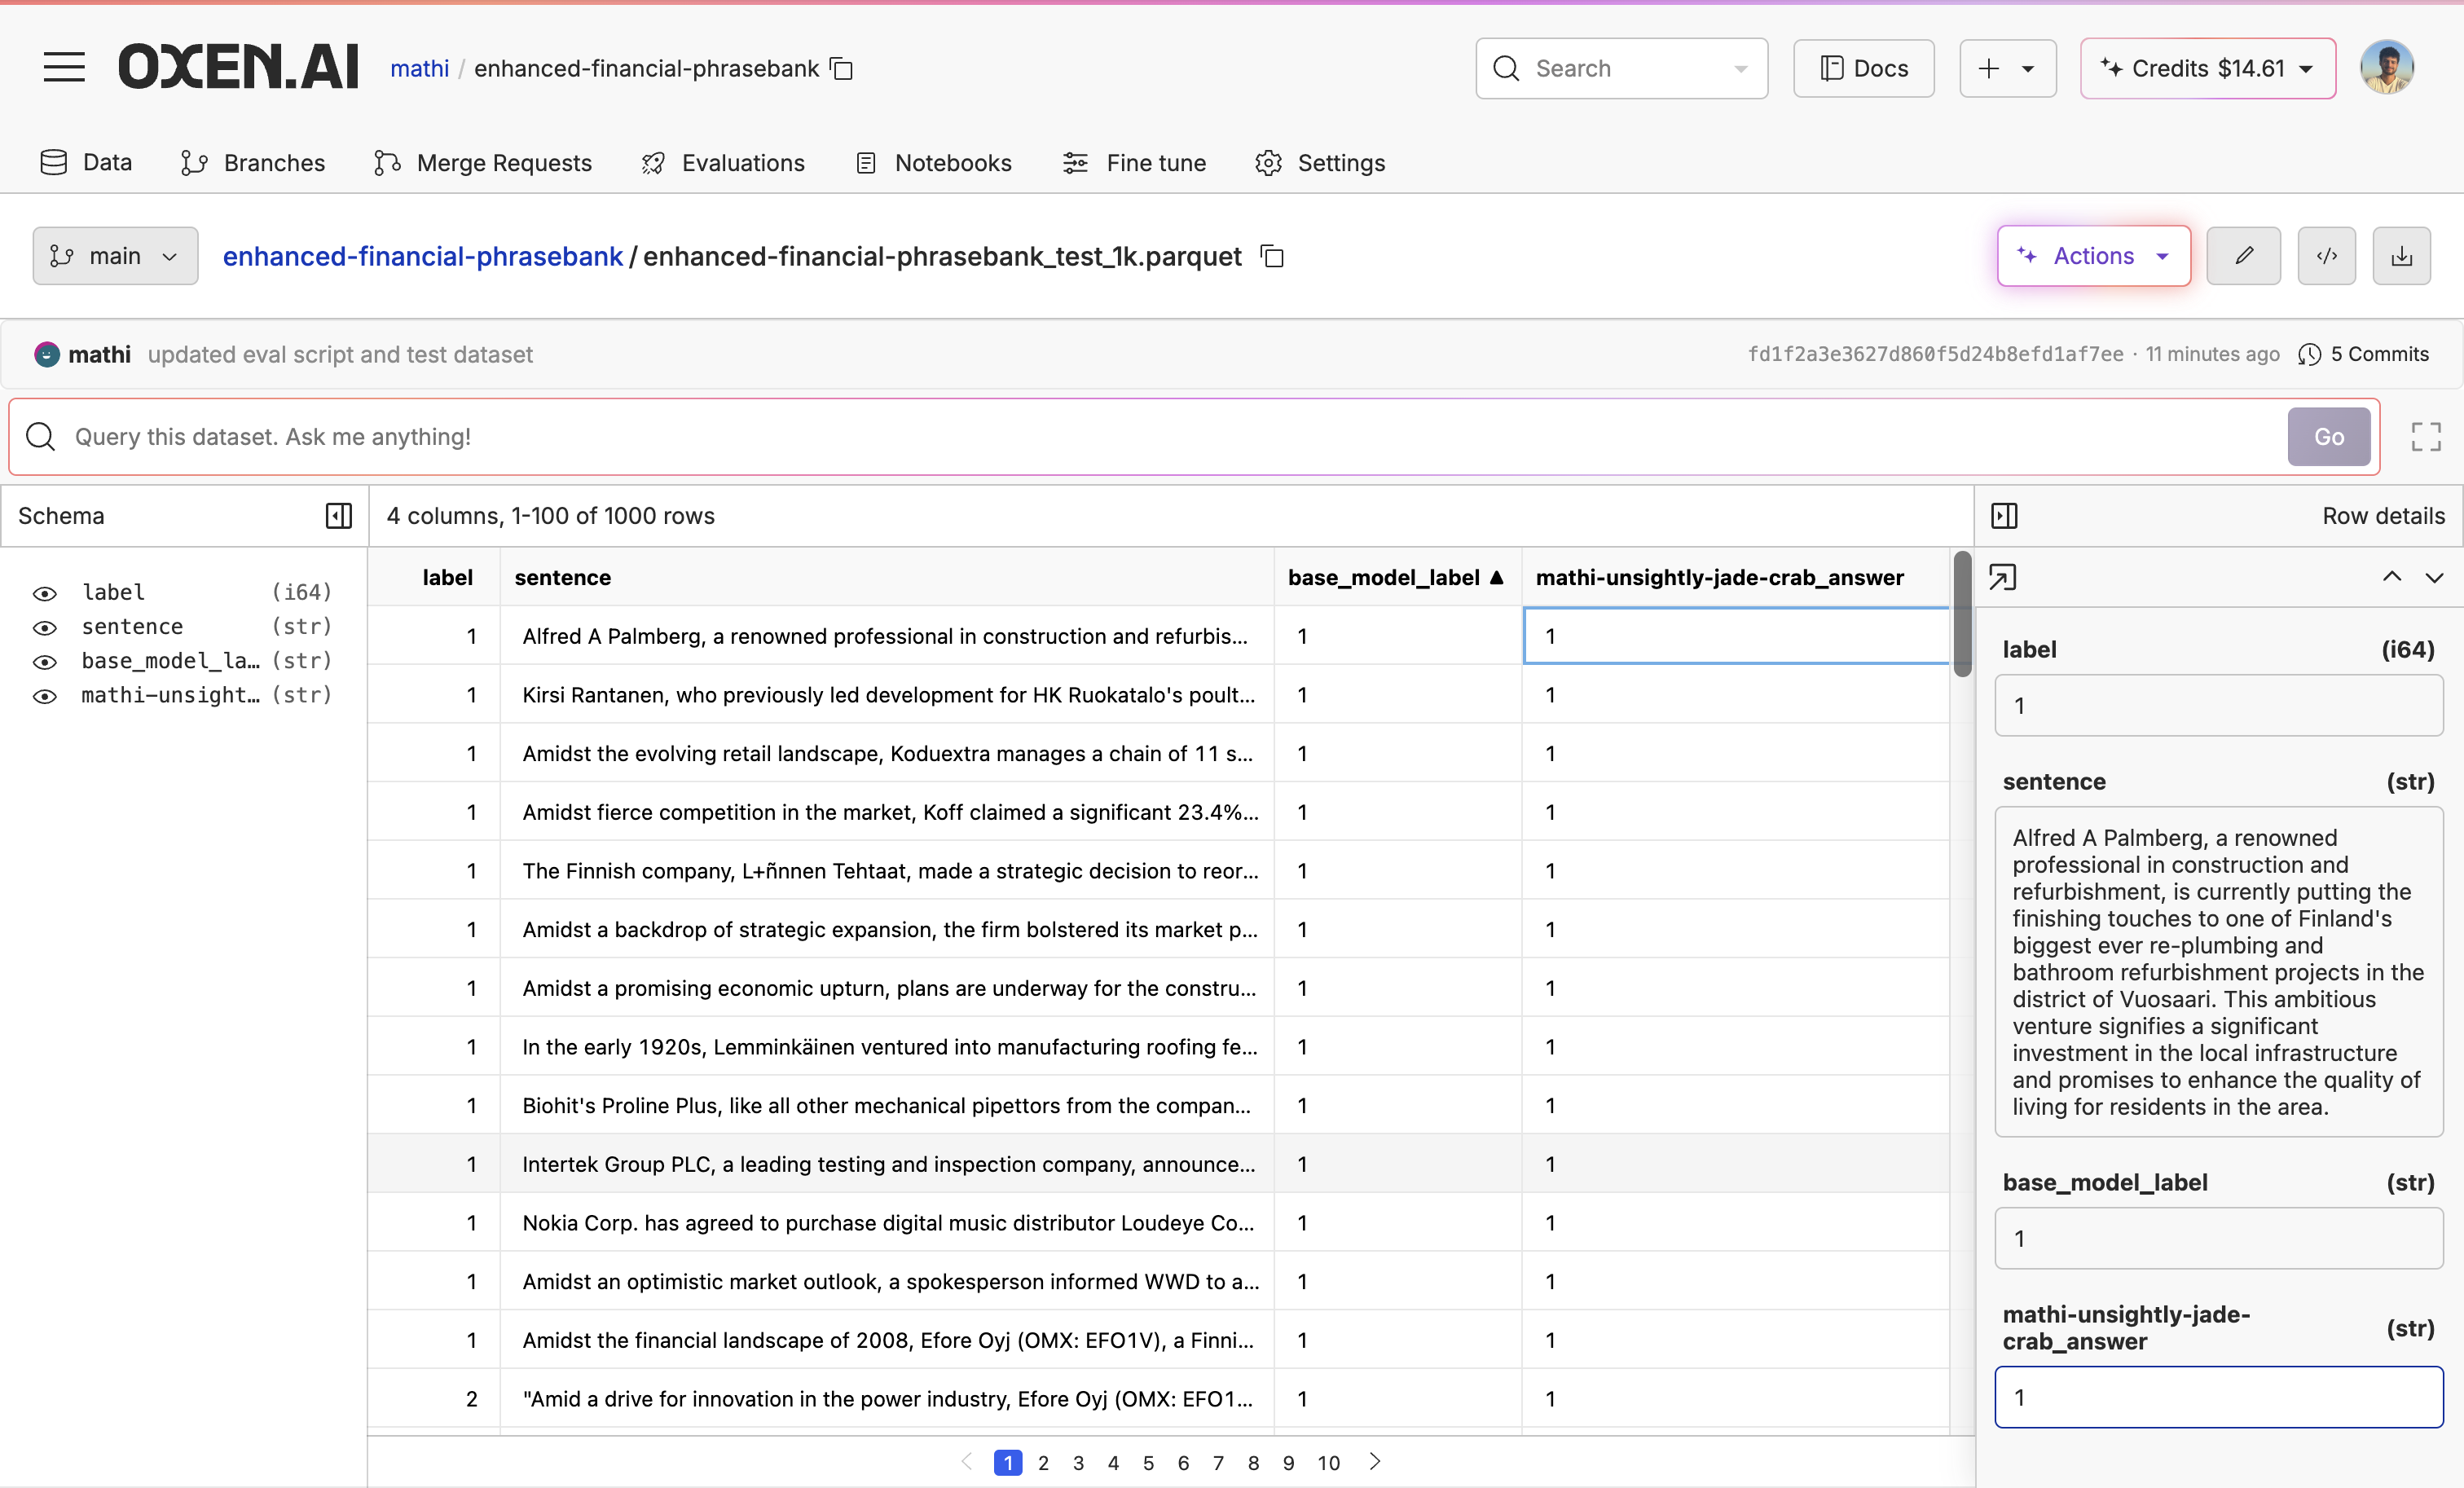 OXEN.AI mathi / enhanced-financial-phrasebank Search Docs Credits $14.61
Data Branches Merge Requests Evaluations Notebooks Fine tune Settings
main enhanced-financial-phrasebank / enhanced-financial-phrasebank_test_1k.parquet Actions </>
mathi updated eval script and test dataset fd1f2a3e3627d860f5d24b8efd1af7ee · 11 minutes ago 5 Commits
Query this dataset. Ask me anything! Go
Schema
label (i64)
sentence (str)
base_model_la... (str)
mathi-unsight... (str)
4 columns, 1-100 of 1000 rows
label sentence base_model_label ▲ mathi-unsightly-jade-crab_answer
1 Alfred A Palmberg, a renowned professional in construction and refurbis... 1 1
1 Kirsi Rantanen, who previously led development for HK Ruokatalo's poult... 1 1
1 Amidst the evolving retail landscape, Koduextra manages a chain of 11 s... 1 1
1 Amidst fierce competition in the market, Koff claimed a significant 23.4%... 1 1
1 The Finnish company, L+ñnnen Tehtaat, made a strategic decision to reor... 1 1
1 Amidst a backdrop of strategic expansion, the firm bolstered its market p... 1 1
1 Amidst a promising economic upturn, plans are underway for the constru... 1 1
1 In the early 1920s, Lemminkäinen ventured into manufacturing roofing fe... 1 1
1 Biohit's Proline Plus, like all other mechanical pipettors from the compan... 1 1
1 Intertek Group PLC, a leading testing and inspection company, announce... 1 1
1 Nokia Corp. has agreed to purchase digital music distributor Loudeye Co... 1 1
1 Amidst an optimistic market outlook, a spokesperson informed WWD to a... 1 1
1 Amidst the financial landscape of 2008, Efore Oyj (OMX: EFO1V), a Finni... 1 1
2 "Amid a drive for innovation in the power industry, Efore Oyj (OMX: EFO1... 1 1
1 2 3 4 5 6 7 8 9 10
Row details
label (i64)
1
sentence (str)
Alfred A Palmberg, a renowned
professional in construction and
refurbishment, is currently putting the
finishing touches to one of Finland's
biggest ever re-plumbing and
bathroom refurbishment projects in the
district of Vuosaari. This ambitious
venture signifies a significant
investment in the local infrastructure
and promises to enhance the quality of
living for residents in the area.
base_model_label (str)
1
mathi-unsightly-jade-
crab_answer (str)
1